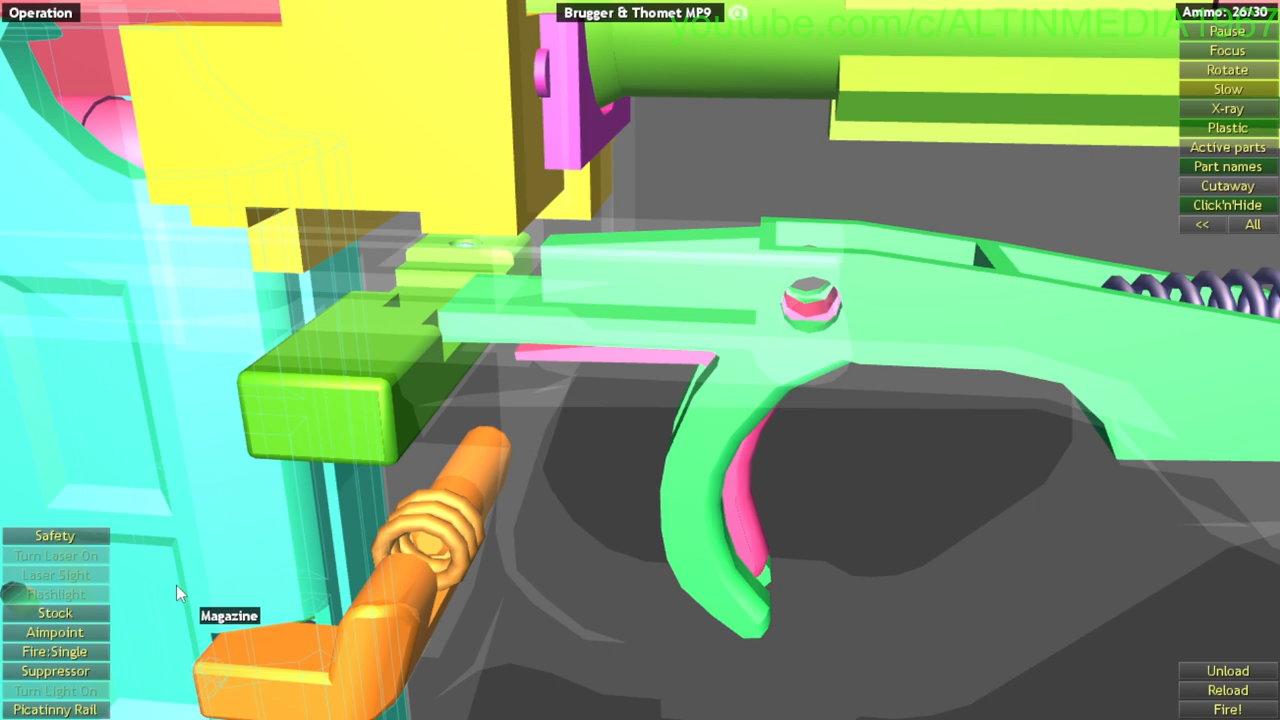 Operation
Brugger & Thomet MP9
Ammo: 26/30
youtube.com/c/ALTINMEDIA1967
Pause
Focus
Rotate
Slow
X-ray
Plastic
Active parts
Part names
Cutaway
Click'n'Hide
<< All
Safety
Turn Laser On
Laser Sight
Flashlight
Stock
Magazine
Aimpoint
Fire:Single
Suppressor
Turn Light On
Picatinny Rail
Unload
Reload
Fire!